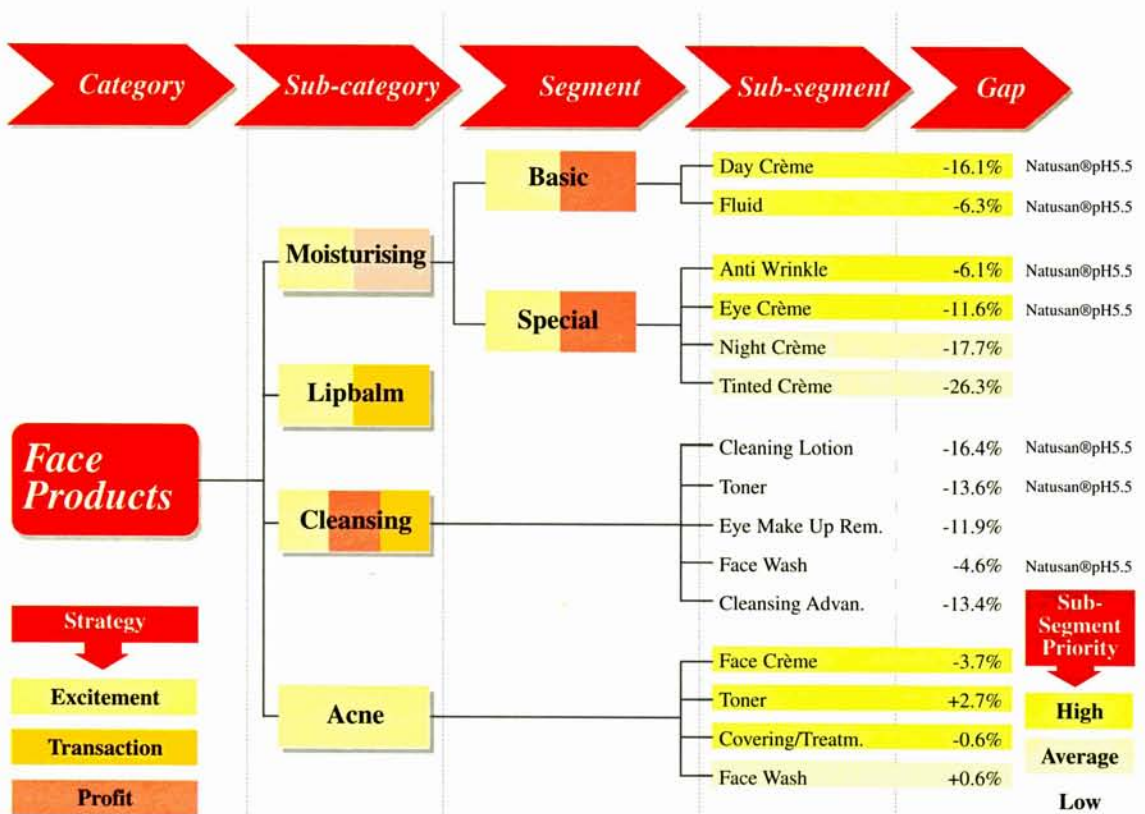 Category Sub-category Segment Sub-segment Gap
Basic
Day Crème -16.1% Natusan®pH5.5
Fluid -6.3% Natusan®pH5.5
Moisturising
Special
Anti Wrinkle -6.1% Natusan®pH5.5
Eye Crème -11.6% Natusan®pH5.5
Night Crème -17.7%
Tinted Crème -26.3%
Lipbalm
Face
Products
Cleansing
Cleaning Lotion -16.4% Natusan®pH5.5
Toner -13.6% Natusan®pH5.5
Eye Make Up Rem. -11.9%
Face Wash -4.6% Natusan®pH5.5
Cleansing Advan. -13.4%
Acne
Face Crème -3.7%
Toner +2.7%
Covering/Treatm. -0.6%
Face Wash +0.6%
Strategy
Excitement
Transaction
Profit
Sub-
Segment
Priority
High
Average
Low